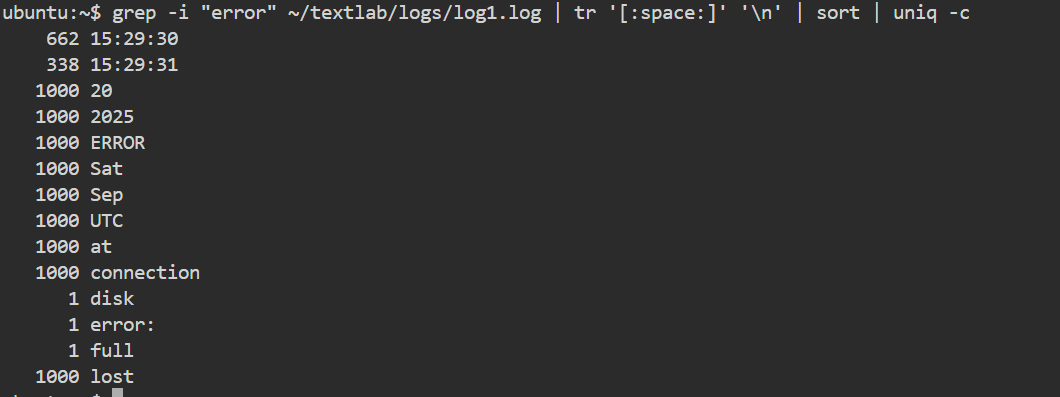 ubuntu:~$ grep -i "error" ~/textlab/logs/log1.log | tr '[:space:]' '\n' | sort | uniq -c
662 15:29:30
338 15:29:31
1000 20
1000 2025
1000 ERROR
1000 Sat
1000 Sep
1000 UTC
1000 at
1000 connection
1 disk
1 error:
1 full
1000 lost